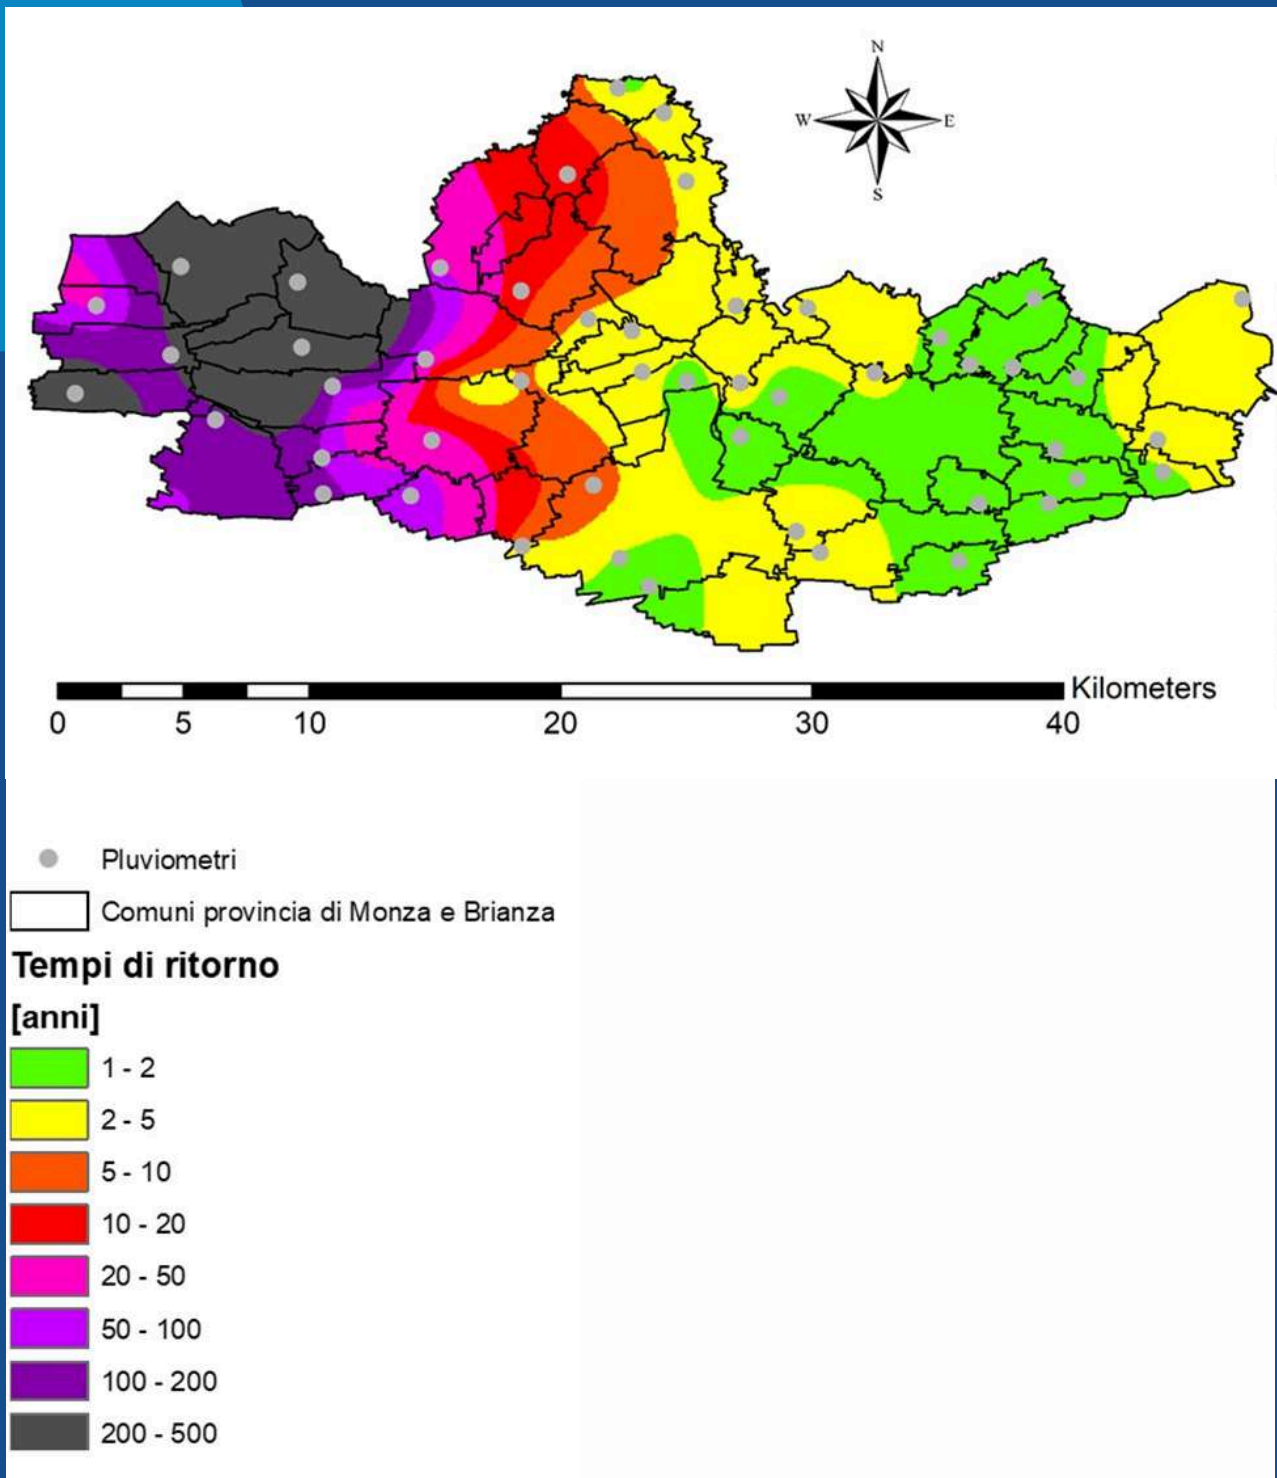 N
W E
S
Kilometers
0 5 10 20 30 40
Pluviometri
Comuni provincia di Monza e Brianza
Tempi di ritorno
[anni]
1 - 2
2 - 5
5 - 10
10 - 20
20 - 50
50 - 100
100 - 200
200 - 500